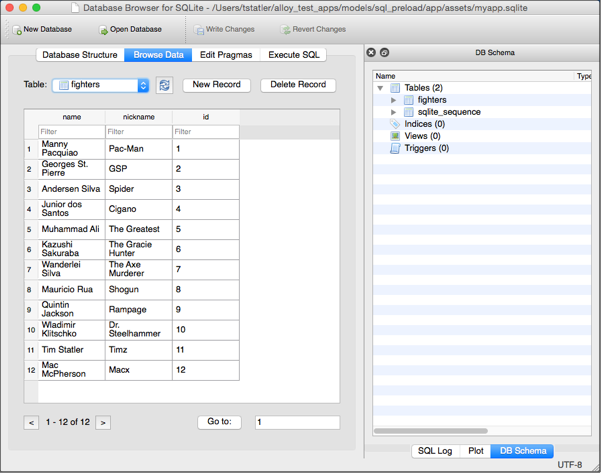 Database Browser for SQLite - /Users/tstatler/alloy_test_apps/models/sql_preload/app/assets/myapp.sqlite
New Database Open Database Write Changes Revert Changes
Database Structure Browse Data Edit Pragmas Execute SQL
Table: fighters New Record Delete Record
name nickname id
Filter Filter Filter
1 Manny Pacquiao Pac-Man 1
2 Georges St. Pierre GSP 2
3 Andersen Silva Spider 3
4 Junior dos Santos Cigano 4
5 Muhammad Ali The Greatest 5
6 Kazushi Sakuraba The Gracie Hunter 6
7 Wanderlei Silva The Axe Murderer 7
8 Mauricio Rua Shogun 8
9 Quintin Jackson Rampage 9
10 Wladimir Klitschko Dr. Steelhammer 10
11 Tim Statler Timz 11
12 Mac McPherson Macx 12
< 1 - 12 of 12 > Go to: 1
DB Schema
Name Type
Tables (2)
fighters
sqlite_sequence
Indices (0)
Views (0)
Triggers (0)
SQL Log Plot DB Schema
UTF-8